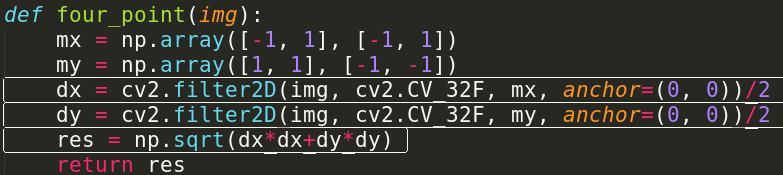 def four_point(img):
    mx = np.array([-1, 1], [-1, 1])
    my = np.array([1, 1], [-1, -1])
    dx = cv2.filter2D(img, cv2.CV_32F, mx, anchor=(0, 0))/2
    dy = cv2.filter2D(img, cv2.CV_32F, my, anchor=(0, 0))/2
    res = np.sqrt(dx*dx+dy*dy)
    return res